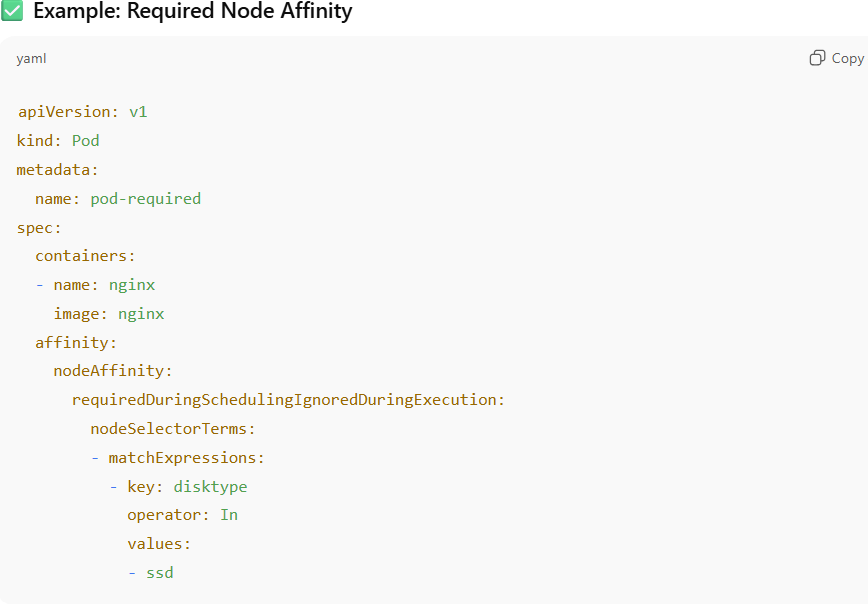 ✅ Example: Required Node Affinity
yaml
Copy
apiVersion: v1
kind: Pod
metadata:
  name: pod-required
spec:
  containers:
  - name: nginx
    image: nginx
  affinity:
    nodeAffinity:
      requiredDuringSchedulingIgnoredDuringExecution:
        nodeSelectorTerms:
        - matchExpressions:
          - key: disktype
            operator: In
            values:
            - ssd